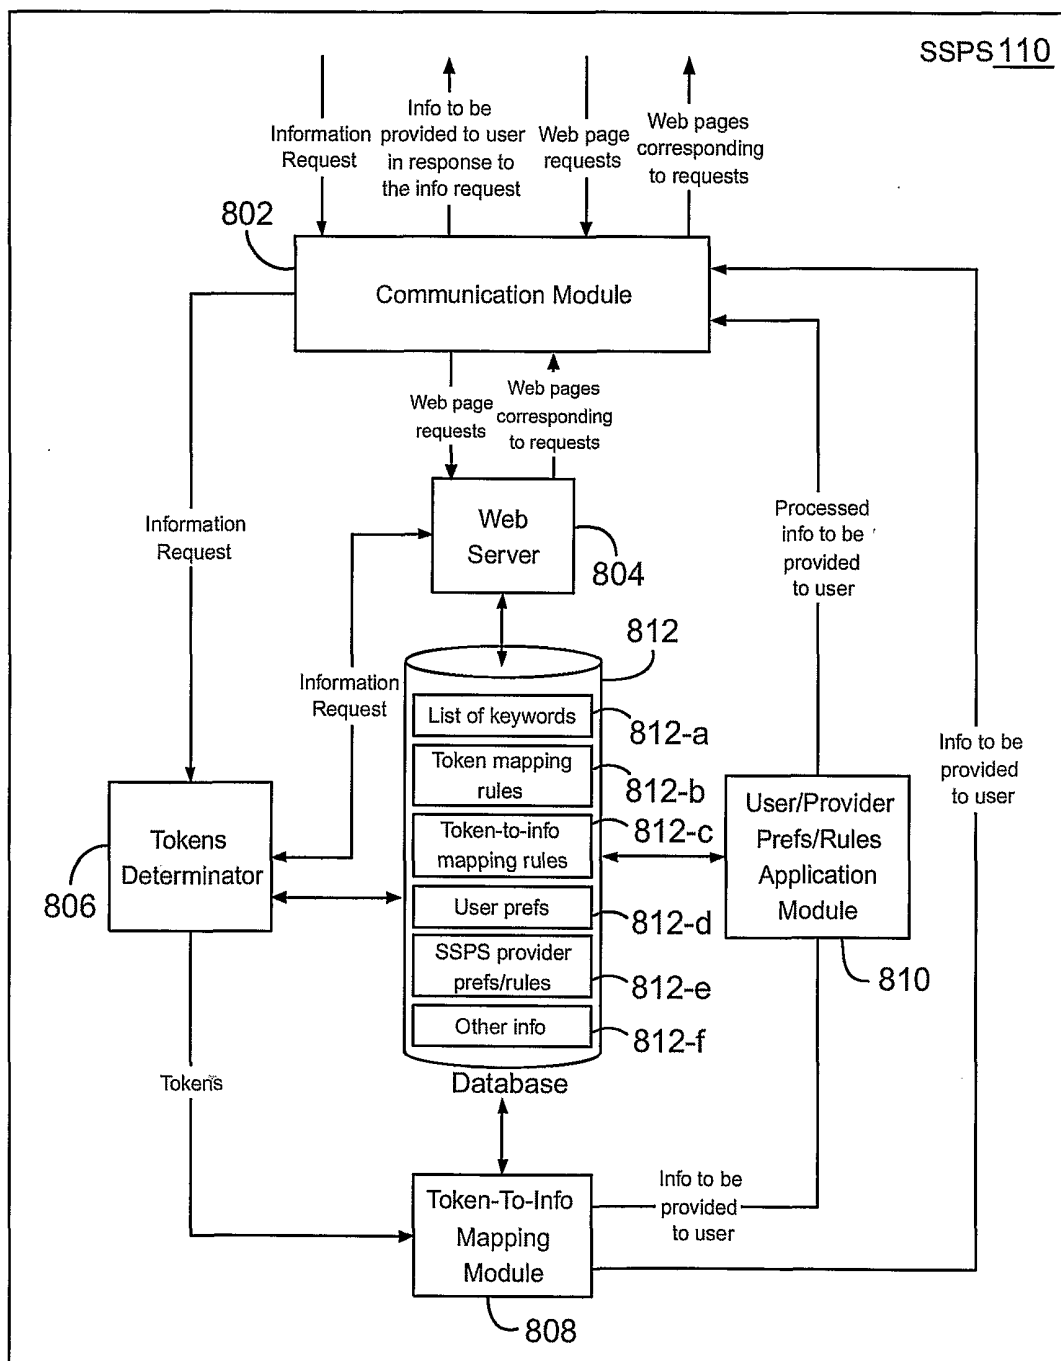 SSPS 110
Information
Request
Info to be
provided to user
in response to
the info request
Web page
requests
Web pages
corresponding
to requests
802
Communication Module
Web page
requests
Web pages
corresponding
to requests
Information
Request
Web
Server
804
Processed
info to be
provided
to user
Information
Request
812
List of keywords
812-a
Token mapping
rules
812-b
Token-to-info
mapping rules
812-c
User prefs
812-d
SSPS provider
prefs/rules
812-e
Other info
812-f
Database
Tokens
Determinator
806
User/Provider
Prefs/Rules
Application
Module
810
Info to be
provided
to user
Tokens
Token-To-Info
Mapping
Module
808
Info to be
provided
to user